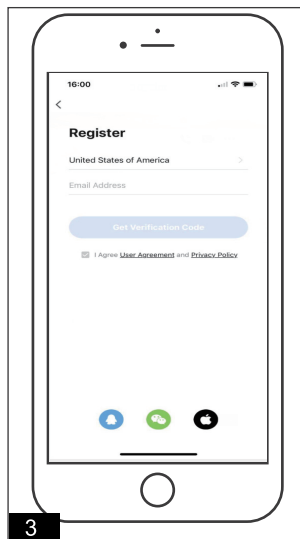 16:00
Register
United States of America
Email Address
Get Verification Code
I Agree User Agreement and Privacy Policy
3